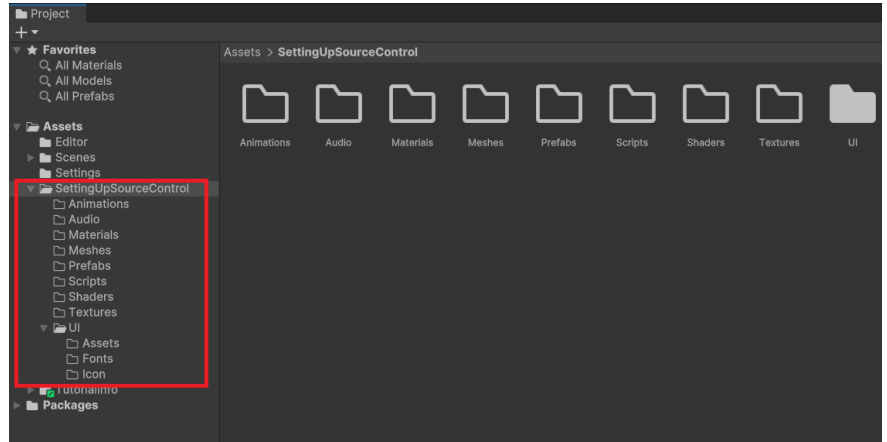 Project
Favorites
All Materials
All Models
All Prefabs
Assets
Editor
Scenes
Settings
SettingUpSourceControl
Animations
Audio
Materials
Meshes
Prefabs
Scripts
Shaders
Textures
UI
Assets
Fonts
Icon
TutorialInfo
Packages
Assets > SettingUpSourceControl
Animations Audio Materials Meshes Prefabs Scripts Shaders Textures UI